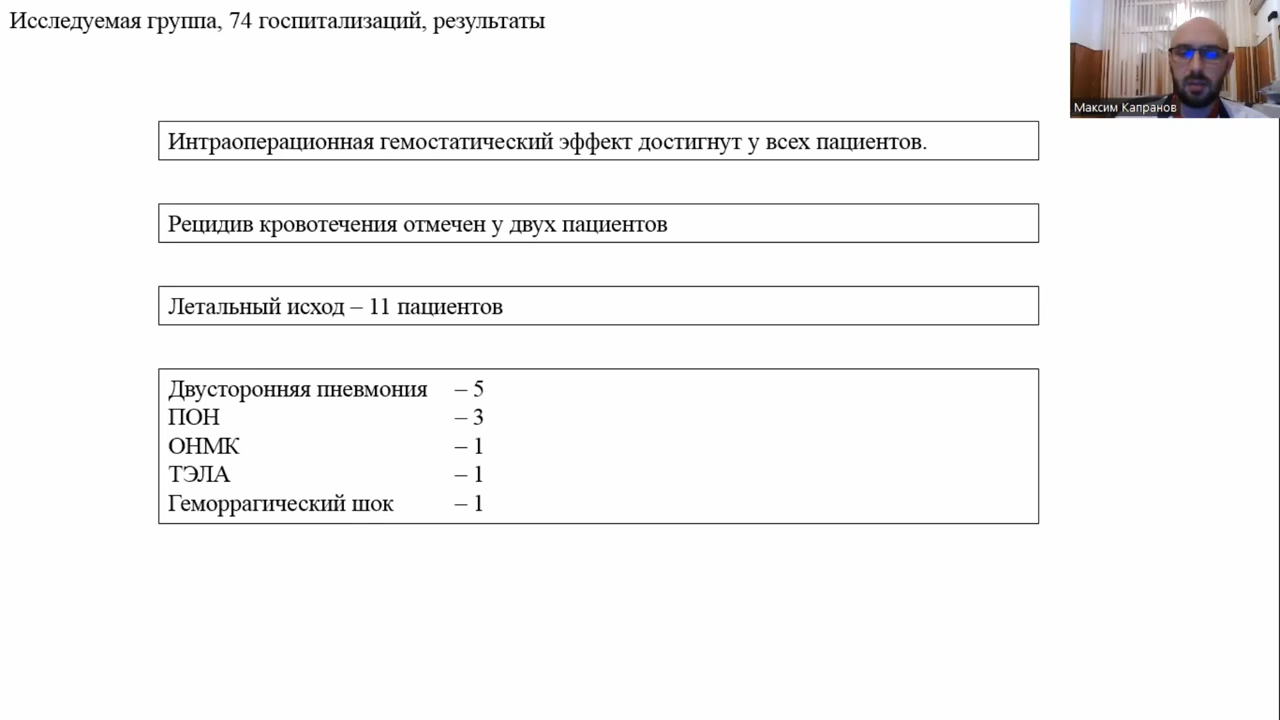 Исследуемая группа, 74 госпитализаций, результаты
Максим Капранов
Интраоперационная гемостатический эффект достигнут у всех пациентов.
Рецидив кровотечения отмечен у двух пациентов
Летальный исход – 11 пациентов
Двусторонняя пневмония – 5
ПОН – 3
ОНМК – 1
ТЭЛА – 1
Геморрагический шок – 1